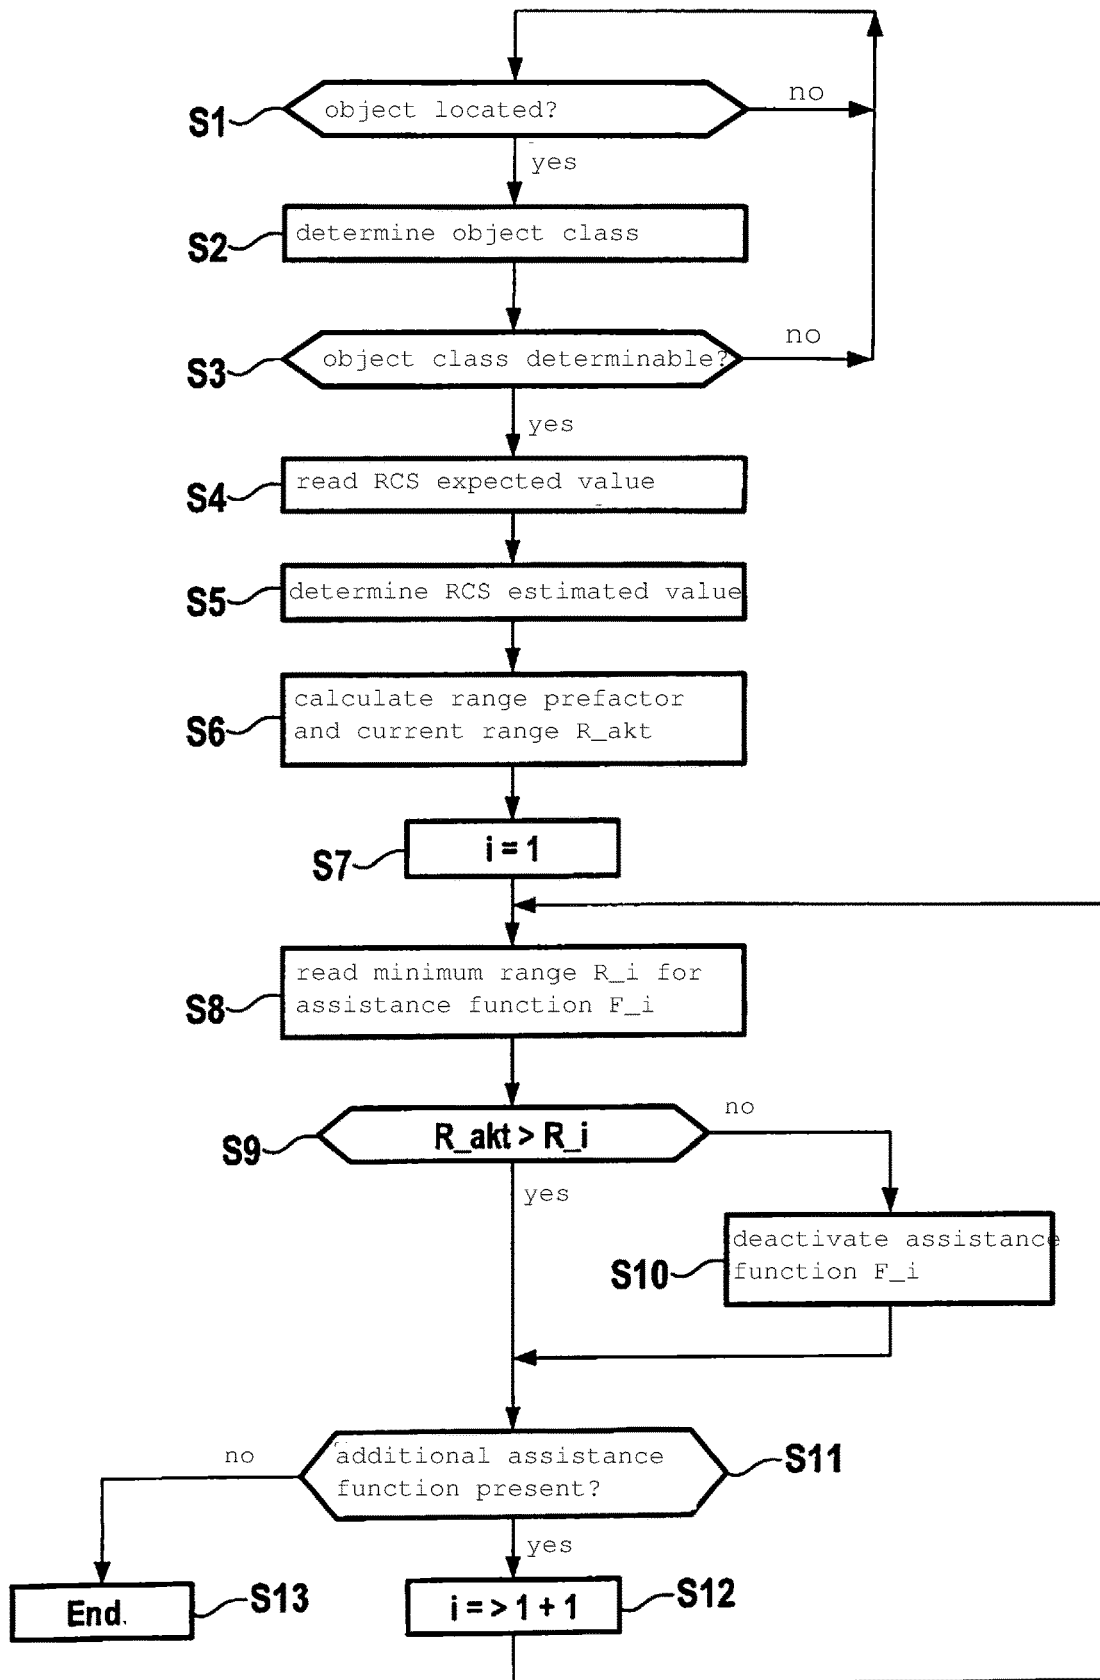 no
S1
object located?
yes
S2
determine object class
no
S3
object class determinable?
yes
S4
read RCS expected value
S5
determine RCS estimated value
S6
calculate range prefactor
and current range R_akt
S7
i = 1
S8
read minimum range R_i for
assistance function F_i
no
S9
R_akt > R_i
yes
S10
deactivate assistance
function F_i
no
additional assistance
function present?
S11
yes
End.
S13
i = > 1 + 1
S12